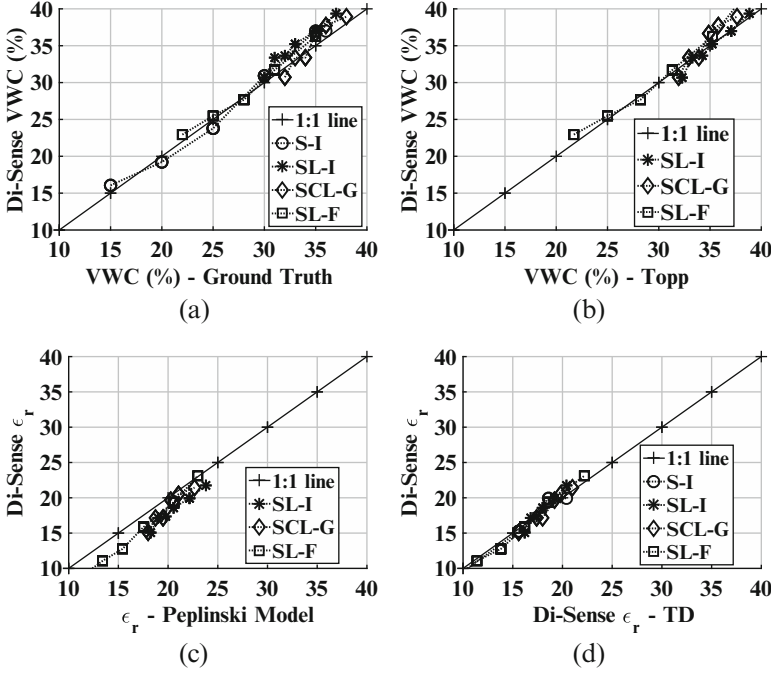 40
35
30
25
20
15
10
Di-Sense VWC (%)
1:1 line
S-I
SL-I
SCL-G
SL-F
10 15 20 25 30 35 40
VWC (%) - Ground Truth
(a)
40
35
30
25
20
15
10
Di-Sense VWC (%)
1:1 line
SL-I
SCL-G
SL-F
10 15 20 25 30 35 40
VWC (%) - Topp
(b)
40
35
30
25
20
15
10
Di-Sense ϵr
1:1 line
SL-I
SCL-G
SL-F
10 15 20 25 30 35 40
ϵr - Peplinski Model
(c)
40
35
30
25
20
15
10
Di-Sense ϵr
1:1 line
S-I
SL-I
SCL-G
SL-F
10 15 20 25 30 35 40
Di-Sense ϵr - TD
(d)